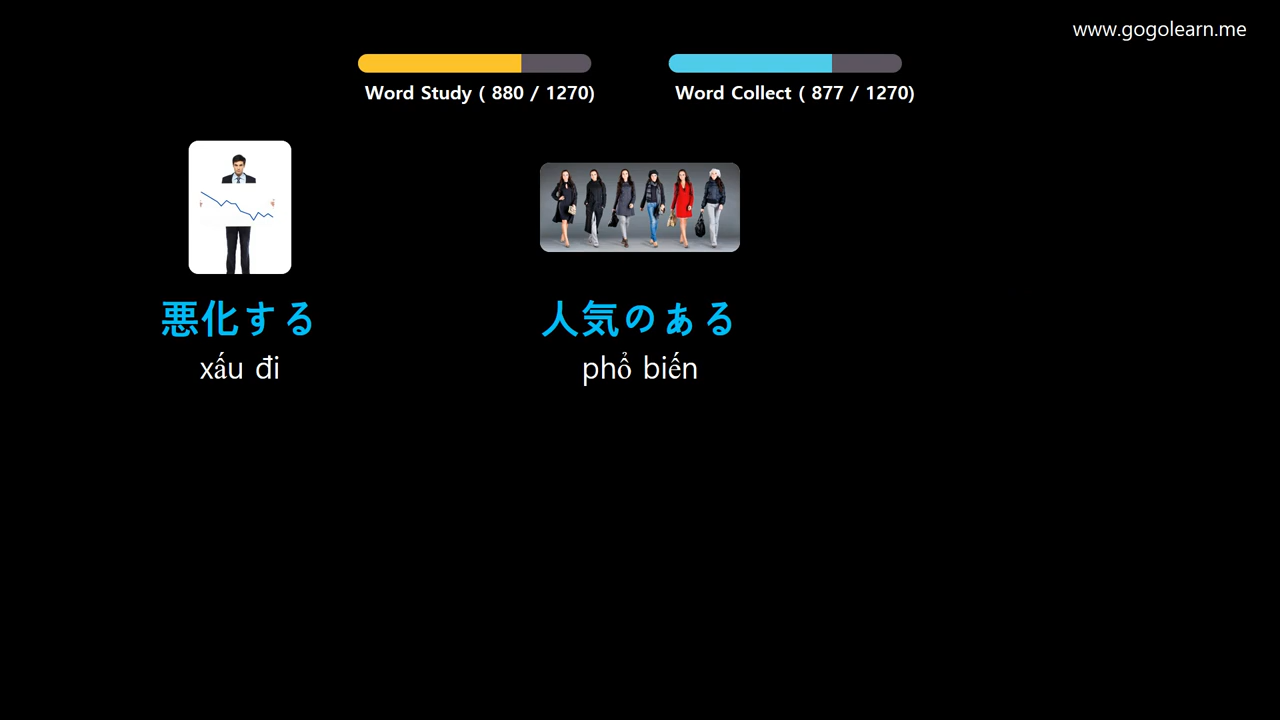 www.gogolearn.me
Word Study ( 880 / 1270)
Word Collect ( 877 / 1270)
悪化する
xấu đi
人気のぁる
phổ biến